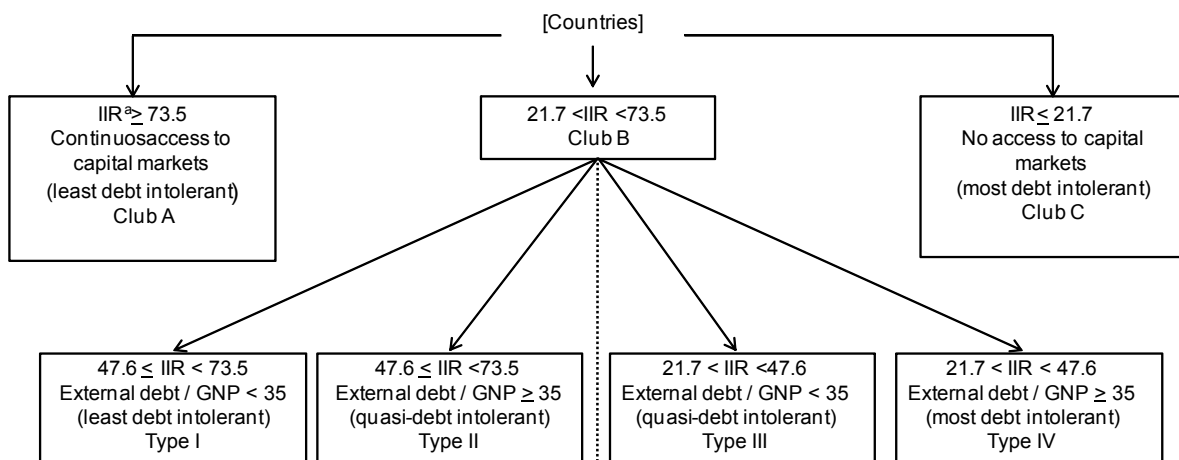 [Countries]
IIRª≥ 73.5
Continuosaccess to
capital markets
(least debt intolerant)
Club A
21.7 <IIR <73.5
Club B
IIR≤ 21.7
No access to capital
markets
(most debt intolerant)
Club C
47.6 ≤ IIR < 73.5
External debt / GNP < 35
(least debt intolerant)
Type I
47.6 ≤ IIR <73.5
External debt / GNP ≥ 35
(quasi-debt intolerant)
Type II
21.7 < IIR <47.6
External debt / GNP < 35
(quasi-debt intolerant)
Type III
21.7 < IIR < 47.6
External debt / GNP ≥ 35
(most debt intolerant)
Type IV